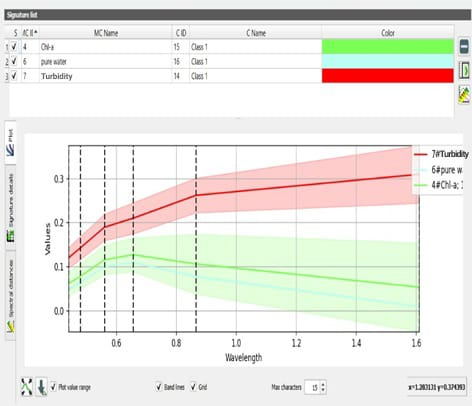 Signature list
S MC ID MC Name C ID C Name Color
1 4 Chl-a 15 Class 1
2 6 pure water 16 Class 1
3 7 Turbidity 14 Class 1
Plot
Signature details
Spectral distances
7#Turbidity
6#pure w
4#Chl-a; 1
Values
0.3
0.2
0.1
0.0
0.6 0.8 1.0 1.2 1.4 1.6
Wavelength
Plot value range Band lines Grid Max characters 15
x=1.283131 y=0.374393